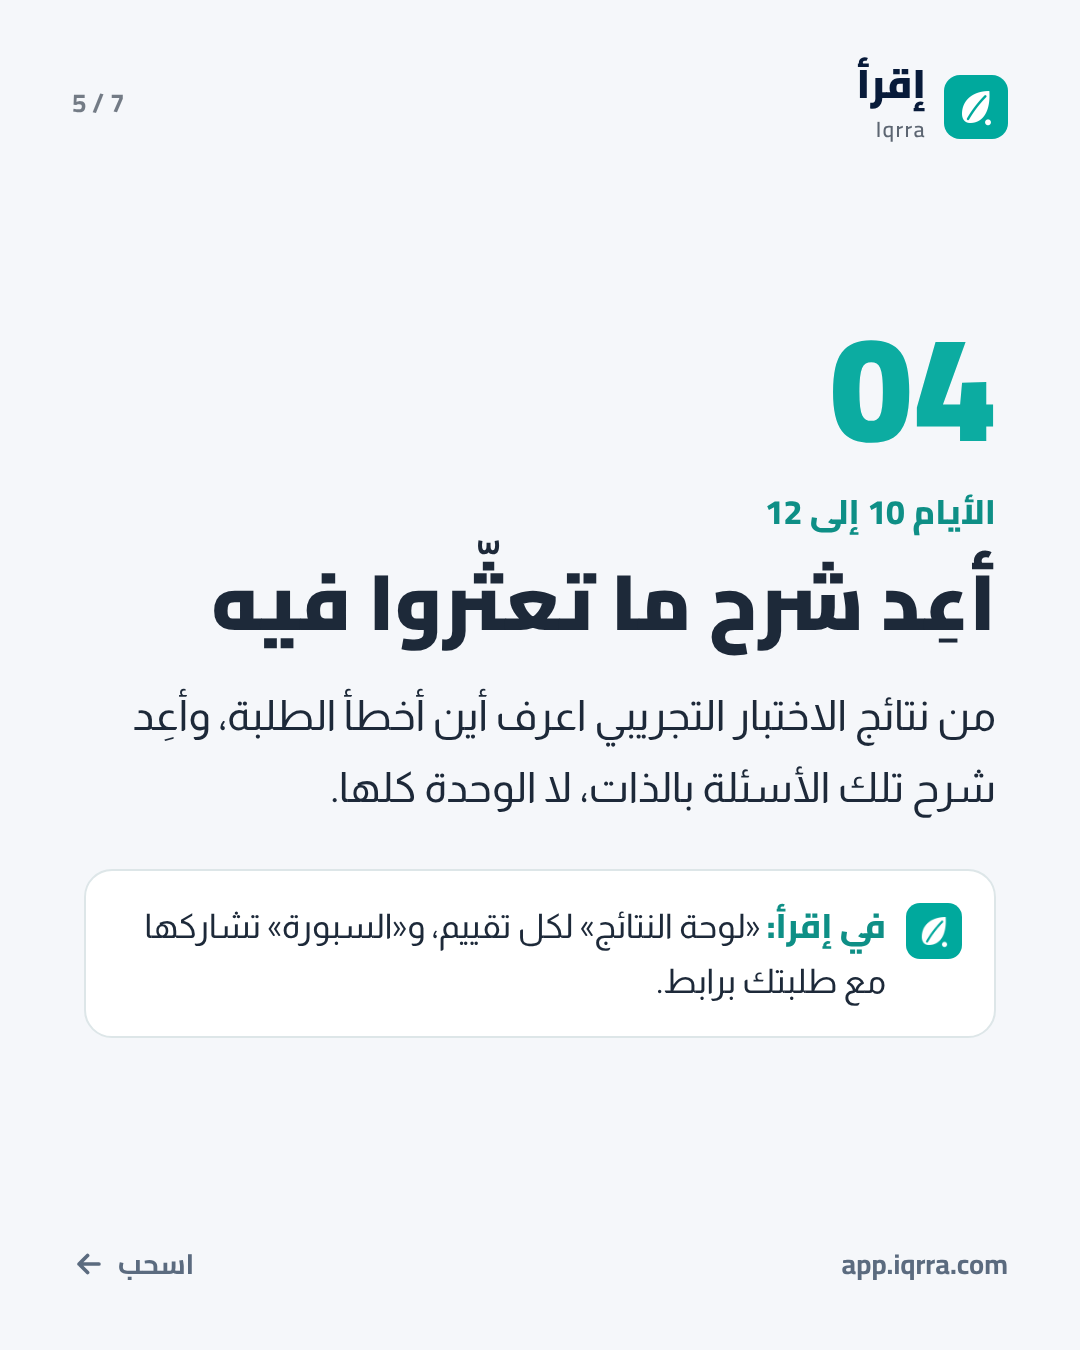 إقرأ
Iqrra
5 / 7
04
الأيام 10 إلى 12
أعِد شرح ما تعثّروا فيه
من نتائج الاختبار التجريبي اعرف أين أخطأ الطلبة، وأعِد
شرح تلك الأسئلة بالذات، لا الوحدة كلها.
في إقرأ: «لوحة النتائج» لكل تقييم، و«السبورة» تشاركها
مع طلبتك برابط.
app.iqrra.com
اسحب ←